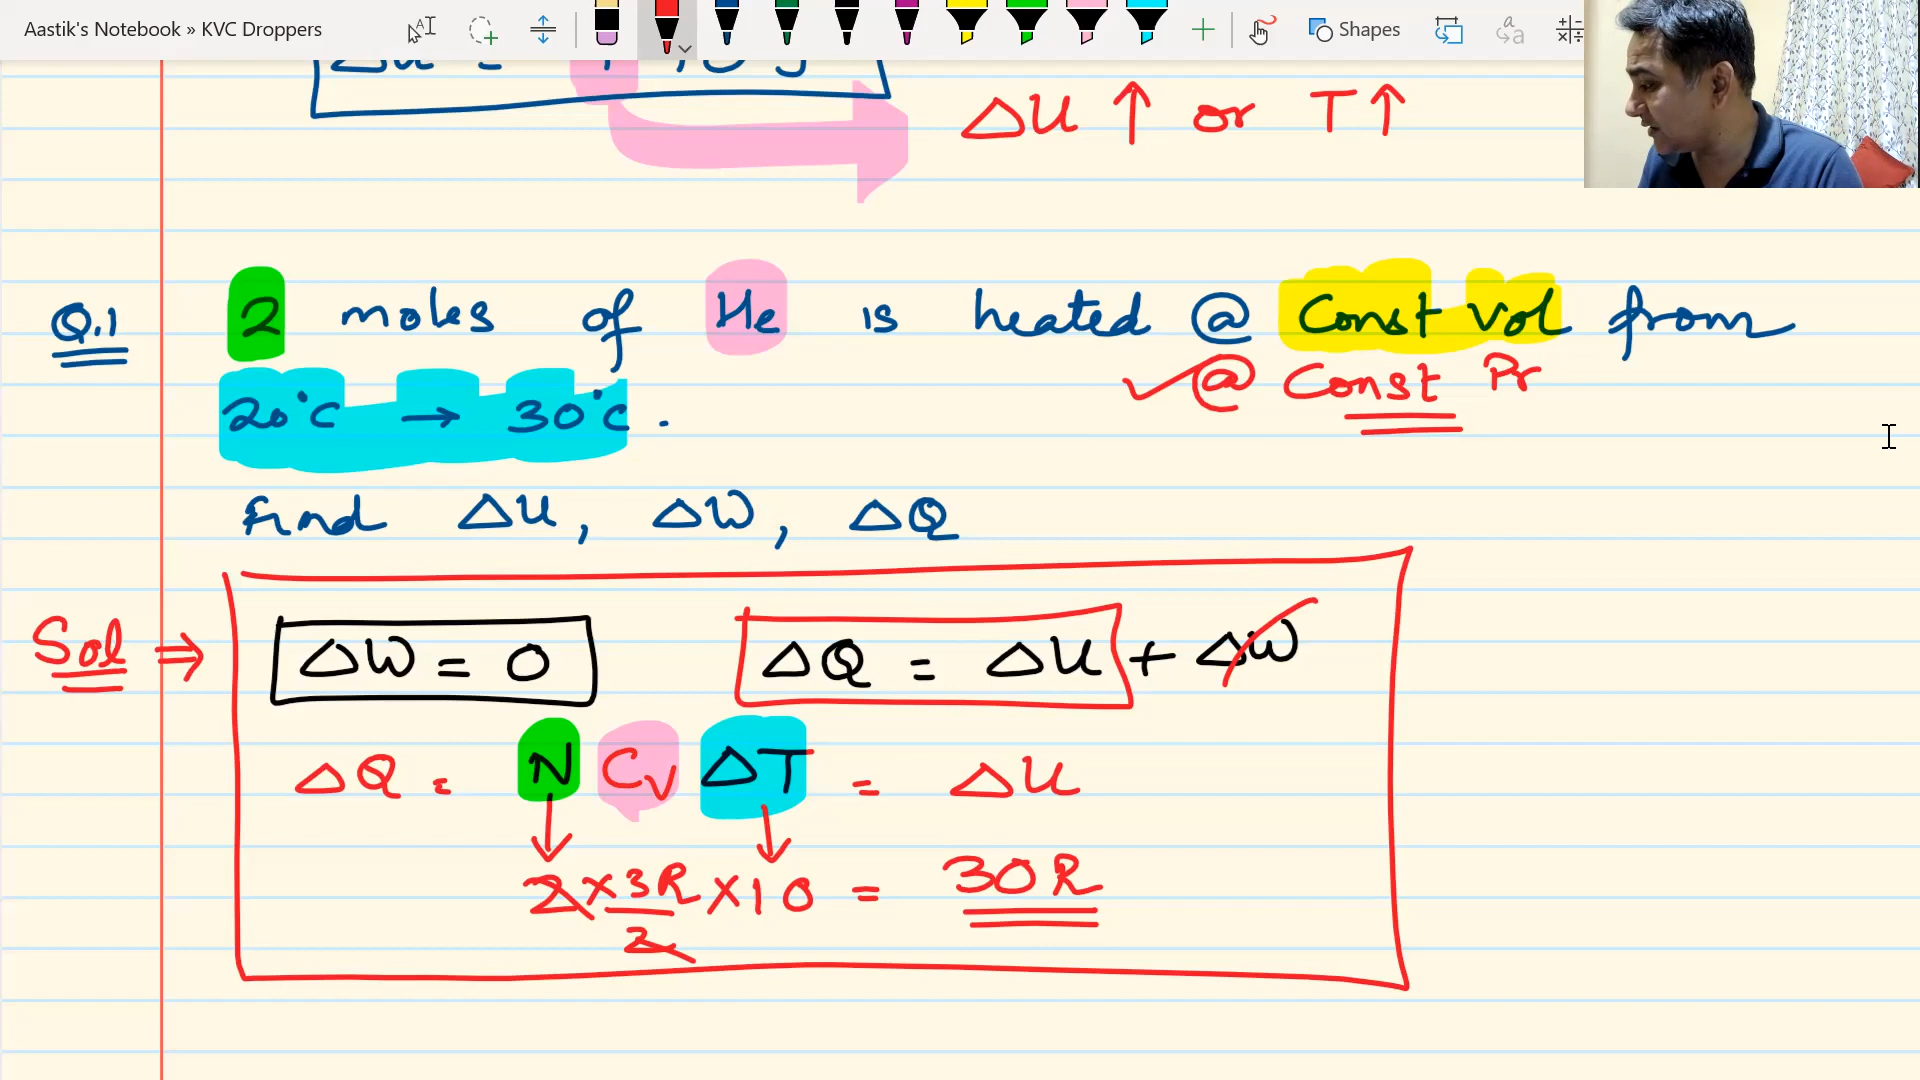 Aastik's Notebook » KVC Droppers
Shapes
ΔU ↑ or T ↑
Q.1 2 moles of He is heated @ Const Vol from
✓@ Const Pr
20°C → 30°C.
find ΔU, ΔW, ΔQ
Sol ⇒ ΔW = 0 ΔQ = ΔU + ΔW
ΔQ = N Cv ΔT = ΔU
2 × 3R × 10 = 30R
2